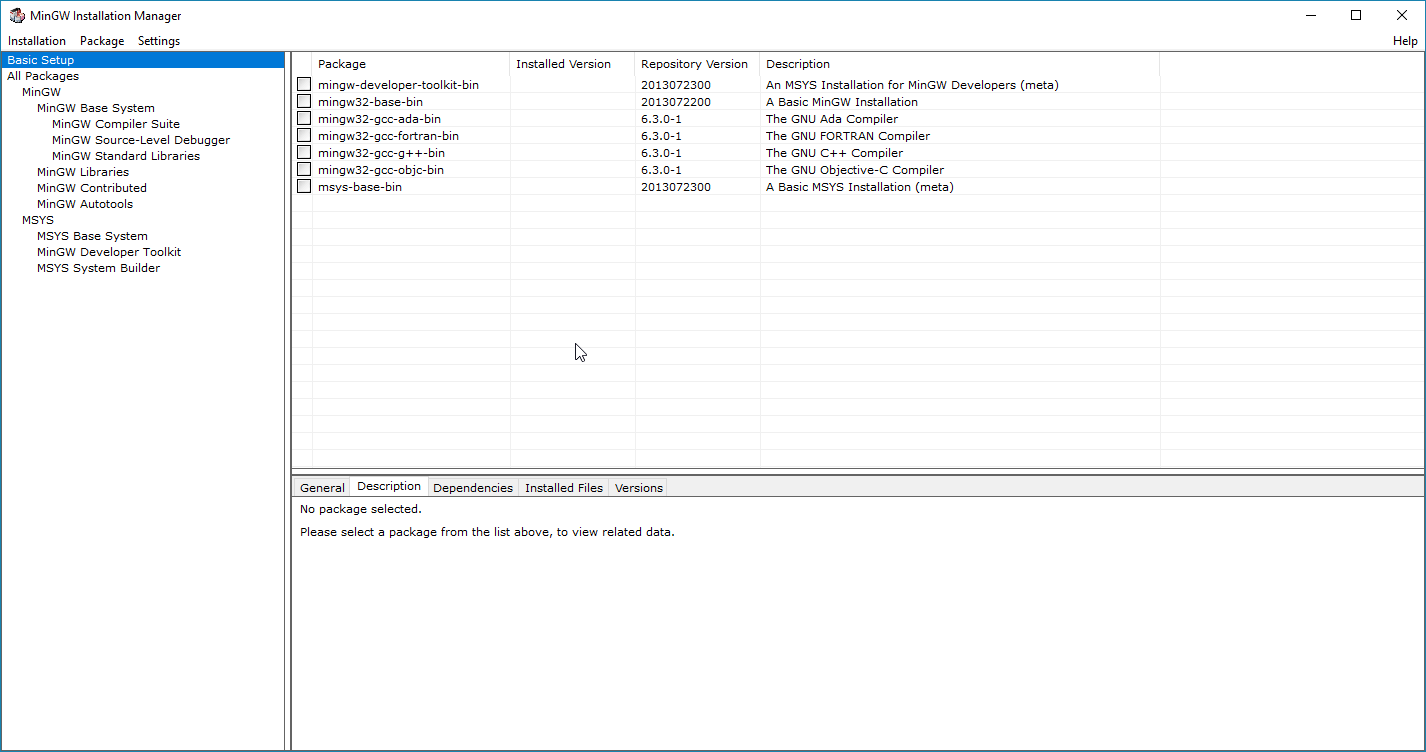 MinGW Installation Manager
Installation Package Settings Help
Basic Setup
All Packages
MinGW
MinGW Base System
MinGW Compiler Suite
MinGW Source-Level Debugger
MinGW Standard Libraries
MinGW Libraries
MinGW Contributed
MinGW Autotools
MSYS
MSYS Base System
MinGW Developer Toolkit
MSYS System Builder
Package Installed Version Repository Version Description
mingw-developer-toolkit-bin 2013072300 An MSYS Installation for MinGW Developers (meta)
mingw32-base-bin 2013072200 A Basic MinGW Installation
mingw32-gcc-ada-bin 6.3.0-1 The GNU Ada Compiler
mingw32-gcc-fortran-bin 6.3.0-1 The GNU FORTRAN Compiler
mingw32-gcc-g++-bin 6.3.0-1 The GNU C++ Compiler
mingw32-gcc-objc-bin 6.3.0-1 The GNU Objective-C Compiler
msys-base-bin 2013072300 A Basic MSYS Installation (meta)
General Description Dependencies Installed Files Versions
No package selected.
Please select a package from the list above, to view related data.